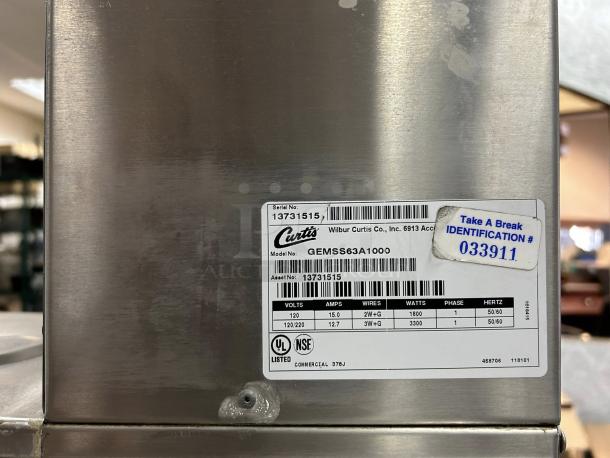 Serial No:
13731515
Curtis
Wilbur Curtis Co., Inc. 6913 Acc
Take A Break
IDENTIFICATION #
033911
Model No: GEMSS63A1000
Asset No: 13731515
VOLTS AMPS WIRES WATTS PHASE HERTZ
120 15.0 2W+G 1800 1 50/60
120/220 12.7 3W+G 3300 1 50/60
UL
LISTED
NSF
COMMERCIAL 378J